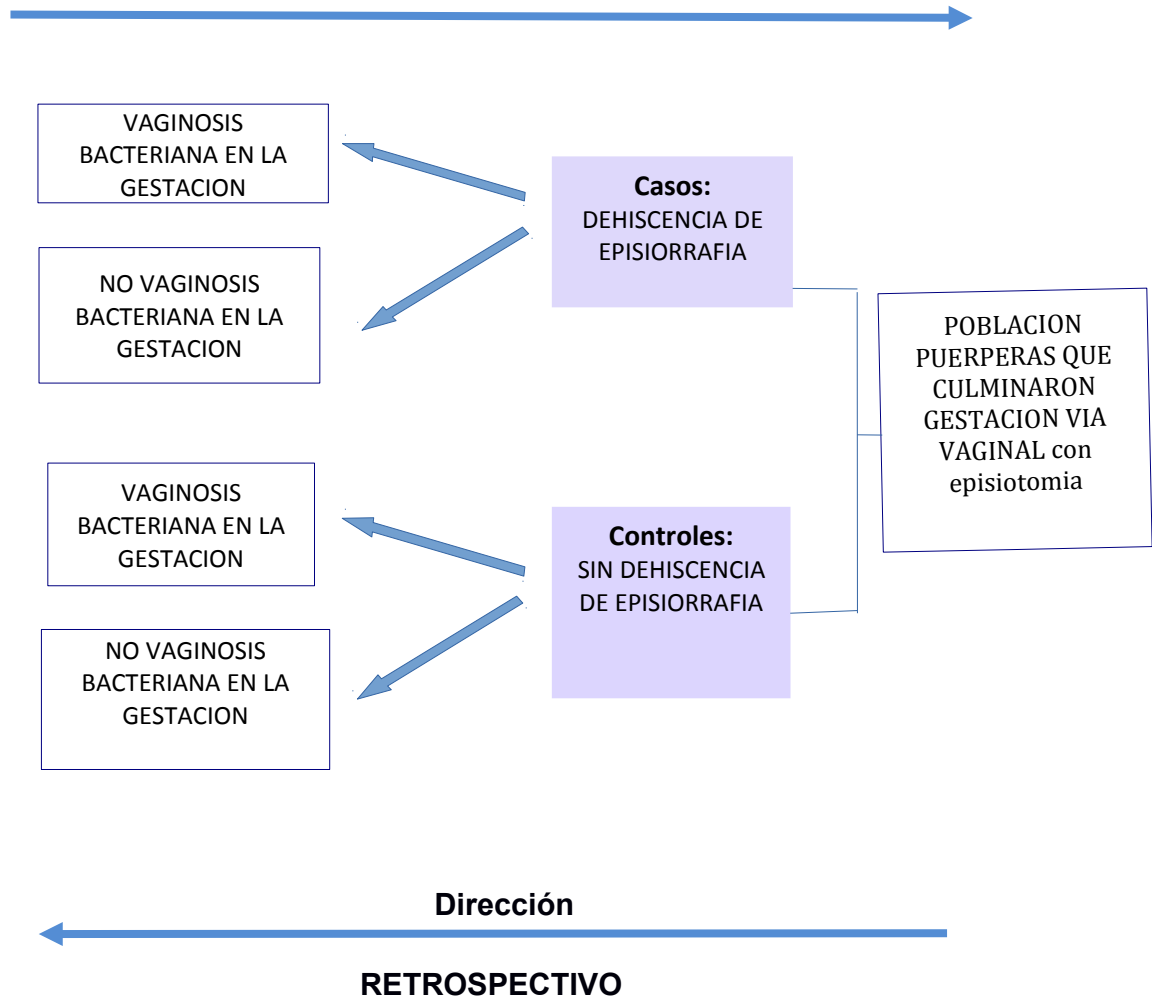 VAGINOSIS
BACTERIANA EN LA
GESTACION
NO VAGINOSIS
BACTERIANA EN LA
GESTACION
Casos:
DEHISCENCIA DE
EPISIORRAFIA
POBLACION
PUERPERAS QUE
CULMINARON
GESTACION VIA
VAGINAL con
episiotomia
VAGINOSIS
BACTERIANA EN LA
GESTACION
NO VAGINOSIS
BACTERIANA EN LA
GESTACION
Controles:
SIN DEHISCENCIA
DE EPISIORRAFIA
Dirección
RETROSPECTIVO